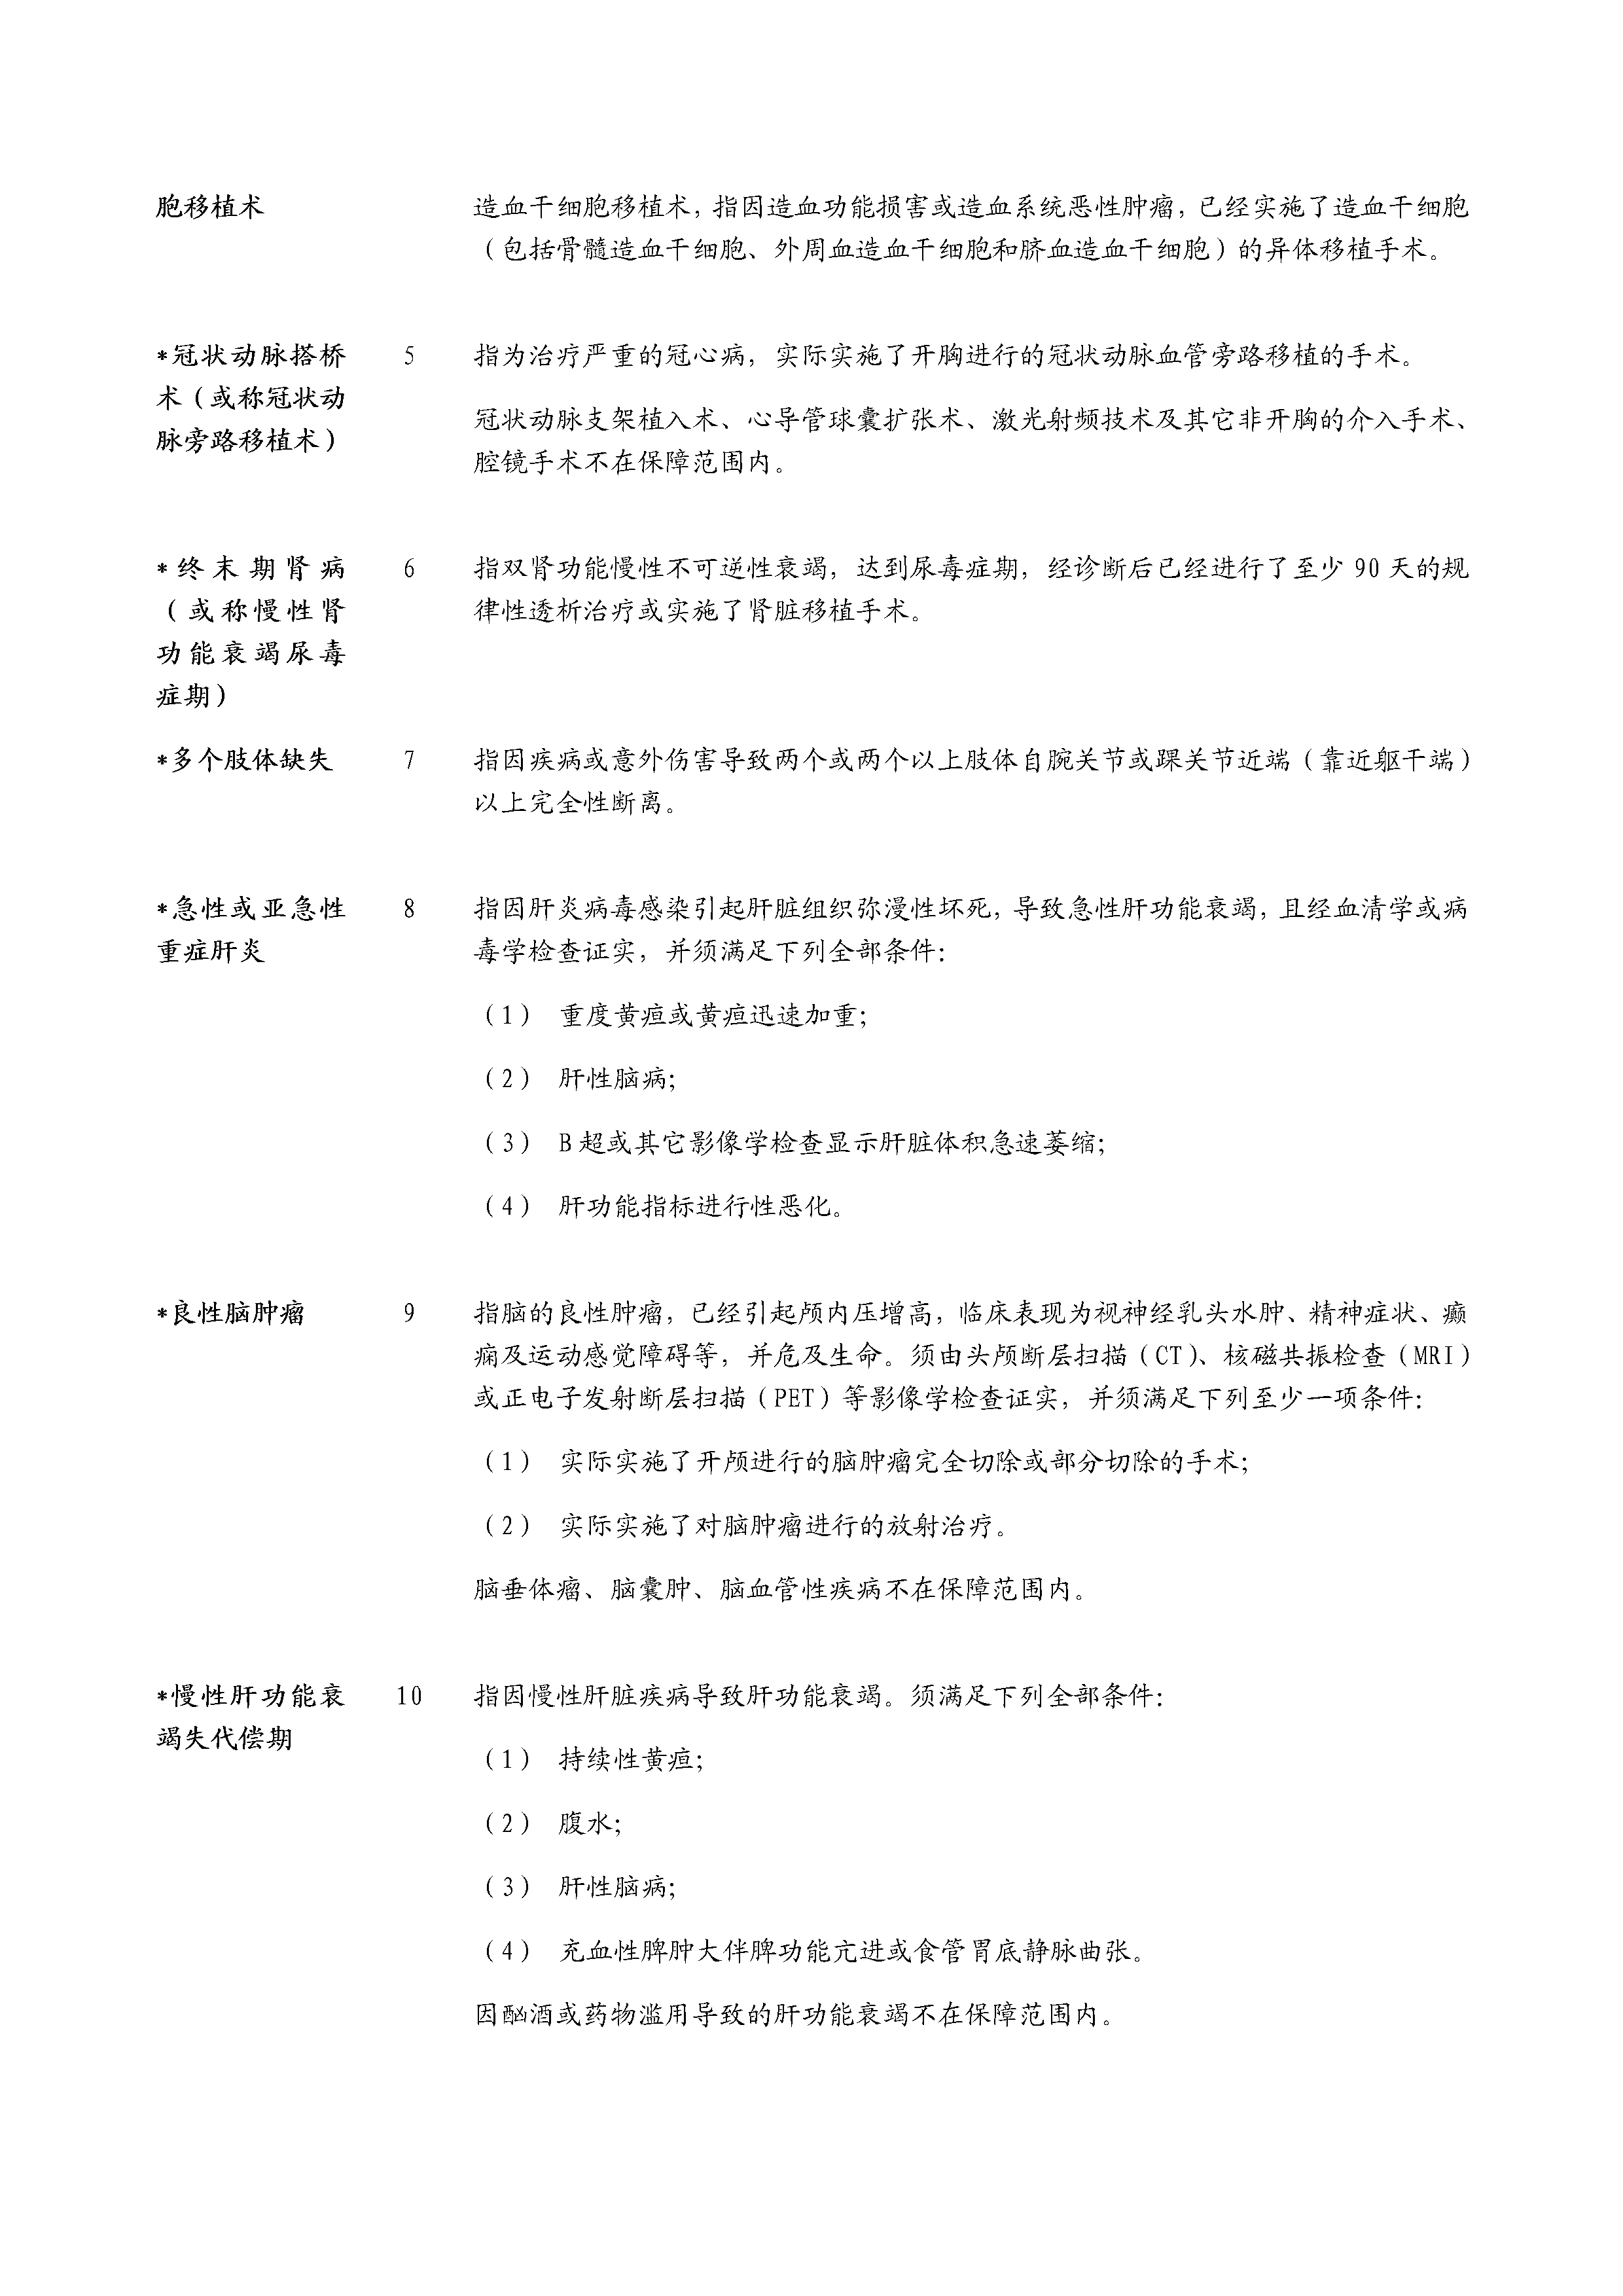 胞移植术
造血干细胞移植术，指因造血功能损害或造血系统恶性肿瘤，已经实施了造血干细胞
（包括骨髓造血干细胞、外周血造血干细胞和脐血造血干细胞）的异体移植手术。
*冠状动脉搭桥
术（或称冠状动
脉旁路移植术）
5
指为治疗严重的冠心病，实际实施了开胸进行的冠状动脉血管旁路移植的手术。
冠状动脉支架植入术、心导管球囊扩张术、激光射频技术及其它非开胸的介入手术、
腔镜手术不在保障范围内。
*终末期肾病
（或称慢性肾
功能衰竭尿毒
症期）
6
指双肾功能慢性不可逆性衰竭，达到尿毒症期，经诊断后已经进行了至少 90 天的规
律性透析治疗或实施了肾脏移植手术。
*多个肢体缺失
7
指因疾病或意外伤害导致两个或两个以上肢体自腕关节或踝关节近端（靠近躯干端）
以上完全性断离。
*急性或亚急性
重症肝炎
8
指因肝炎病毒感染引起肝脏组织弥漫性坏死，导致急性肝功能衰竭，且经血清学或病
毒学检查证实，并须满足下列全部条件：
（1） 重度黄疸或黄疸迅速加重；
（2） 肝性脑病；
（3） B 超或其它影像学检查显示肝脏体积急速萎缩；
（4） 肝功能指标进行性恶化。
*良性脑肿瘤
9
指脑的良性肿瘤，已经引起颅内压增高，临床表现为视神经乳头水肿、精神症状、癫
痫及运动感觉障碍等，并危及生命。须由头颅断层扫描（CT）、核磁共振检查（MRI）
或正电子发射断层扫描（PET）等影像学检查证实，并须满足下列至少一项条件：
（1） 实际实施了开颅进行的脑肿瘤完全切除或部分切除的手术；
（2） 实际实施了对脑肿瘤进行的放射治疗。
脑垂体瘤、脑囊肿、脑血管性疾病不在保障范围内。
*慢性肝功能衰
竭失代偿期
10
指因慢性肝脏疾病导致肝功能衰竭。须满足下列全部条件：
（1） 持续性黄疸；
（2） 腹水；
（3） 肝性脑病；
（4） 充血性脾肿大伴脾功能亢进或食管胃底静脉曲张。
因酗酒或药物滥用导致的肝功能衰竭不在保障范围内。